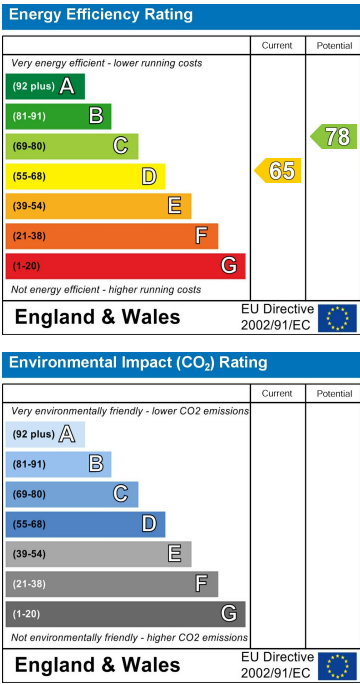 Energy Efficiency Rating
Current Potential
Very energy efficient - lower running costs
(92 plus) A
(81-91) B
(69-80) C
(55-68) D
(39-54) E
(21-38) F
(1-20) G
78
65
Not energy efficient - higher running costs
England & Wales
EU Directive
2002/91/EC
Environmental Impact (CO₂) Rating
Current Potential
Very environmentally friendly - lower CO2 emissions
(92 plus) A
(81-91) B
(69-80) C
(55-68) D
(39-54) E
(21-38) F
(1-20) G
Not environmentally friendly - higher CO2 emissions
England & Wales
EU Directive
2002/91/EC